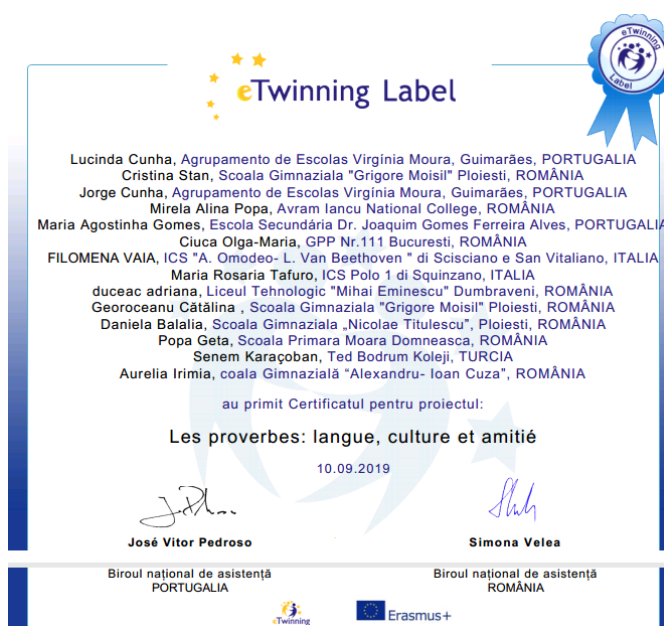 eTwinning
Label
eTwinning Label
Lucinda Cunha, Agrupamento de Escolas Virgínia Moura, Guimarães, PORTUGALIA
Cristina Stan, Scoala Gimnaziala "Grigore Moisil" Ploiesti, ROMÂNIA
Jorge Cunha, Agrupamento de Escolas Virgínia Moura, Guimarães, PORTUGALIA
Mirela Alina Popa, Avram Iancu National College, ROMÂNIA
Maria Agostinha Gomes, Escola Secundária Dr. Joaquim Gomes Ferreira Alves, PORTUGALIA
Ciuca Olga-Maria, GPP Nr.111 Bucuresti, ROMÂNIA
FILOMENA VAIA, ICS "A. Omodeo- L. Van Beethoven " di Scisciano e San Vitaliano, ITALIA
Maria Rosaria Tafuro, ICS Polo 1 di Squinzano, ITALIA
duceac adriana, Liceul Tehnologic "Mihai Eminescu" Dumbraveni, ROMÂNIA
Georoceanu Cătălina , Scoala Gimnaziala "Grigore Moisil" Ploiesti, ROMÂNIA
Daniela Balalia, Scoala Gimnaziala „Nicolae Titulescu”, Ploiesti, ROMÂNIA
Popa Geta, Scoala Primara Moara Domneasca, ROMÂNIA
Senem Karaçoban, Ted Bodrum Koleji, TURCIA
Aurelia Irimia, coala Gimnazială “Alexandru- Ioan Cuza”, ROMÂNIA
au primit Certificatul pentru proiectul:
Les proverbes: langue, culture et amitié
10.09.2019
José Vitor Pedroso
Simona Velea
Biroul național de asistență
PORTUGALIA
Biroul național de asistență
ROMÂNIA
eTwinning
Erasmus+